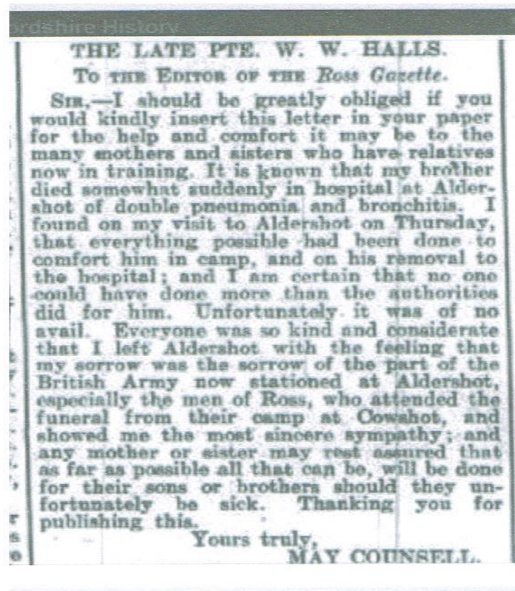 ordshire History
THE LATE PTE. W. W. HALLS.
To the Editor of the Ross Gazette.
Sir,—I should be greatly obliged if you
would kindly insert this letter in your paper
for the help and comfort it may be to the
many mothers and sisters who have relatives
now in training. It is known that my brother
died somewhat suddenly in hospital at Alder-
shot of double pneumonia and bronchitis. I
found on my visit to Aldershot on Thursday,
that everything possible had been done to
comfort him in camp, and on his removal to
the hospital; and I am certain that no one
could have done more than the authorities
did for him. Unfortunately it was of no
avail. Everyone was so kind and considerate
that I left Aldershot with the feeling that
my sorrow was the sorrow of the part of the
British Army now stationed at Aldershot,
especially the men of Ross, who attended the
funeral from their camp at Cowshot, and
showed me the most sincere sympathy; and
any mother or sister may rest assured that
as far as possible all that can be, will be done
for their sons or brothers should they un-
fortunately be sick. Thanking you for
publishing this.
Yours truly,
MAY COUNSELL.